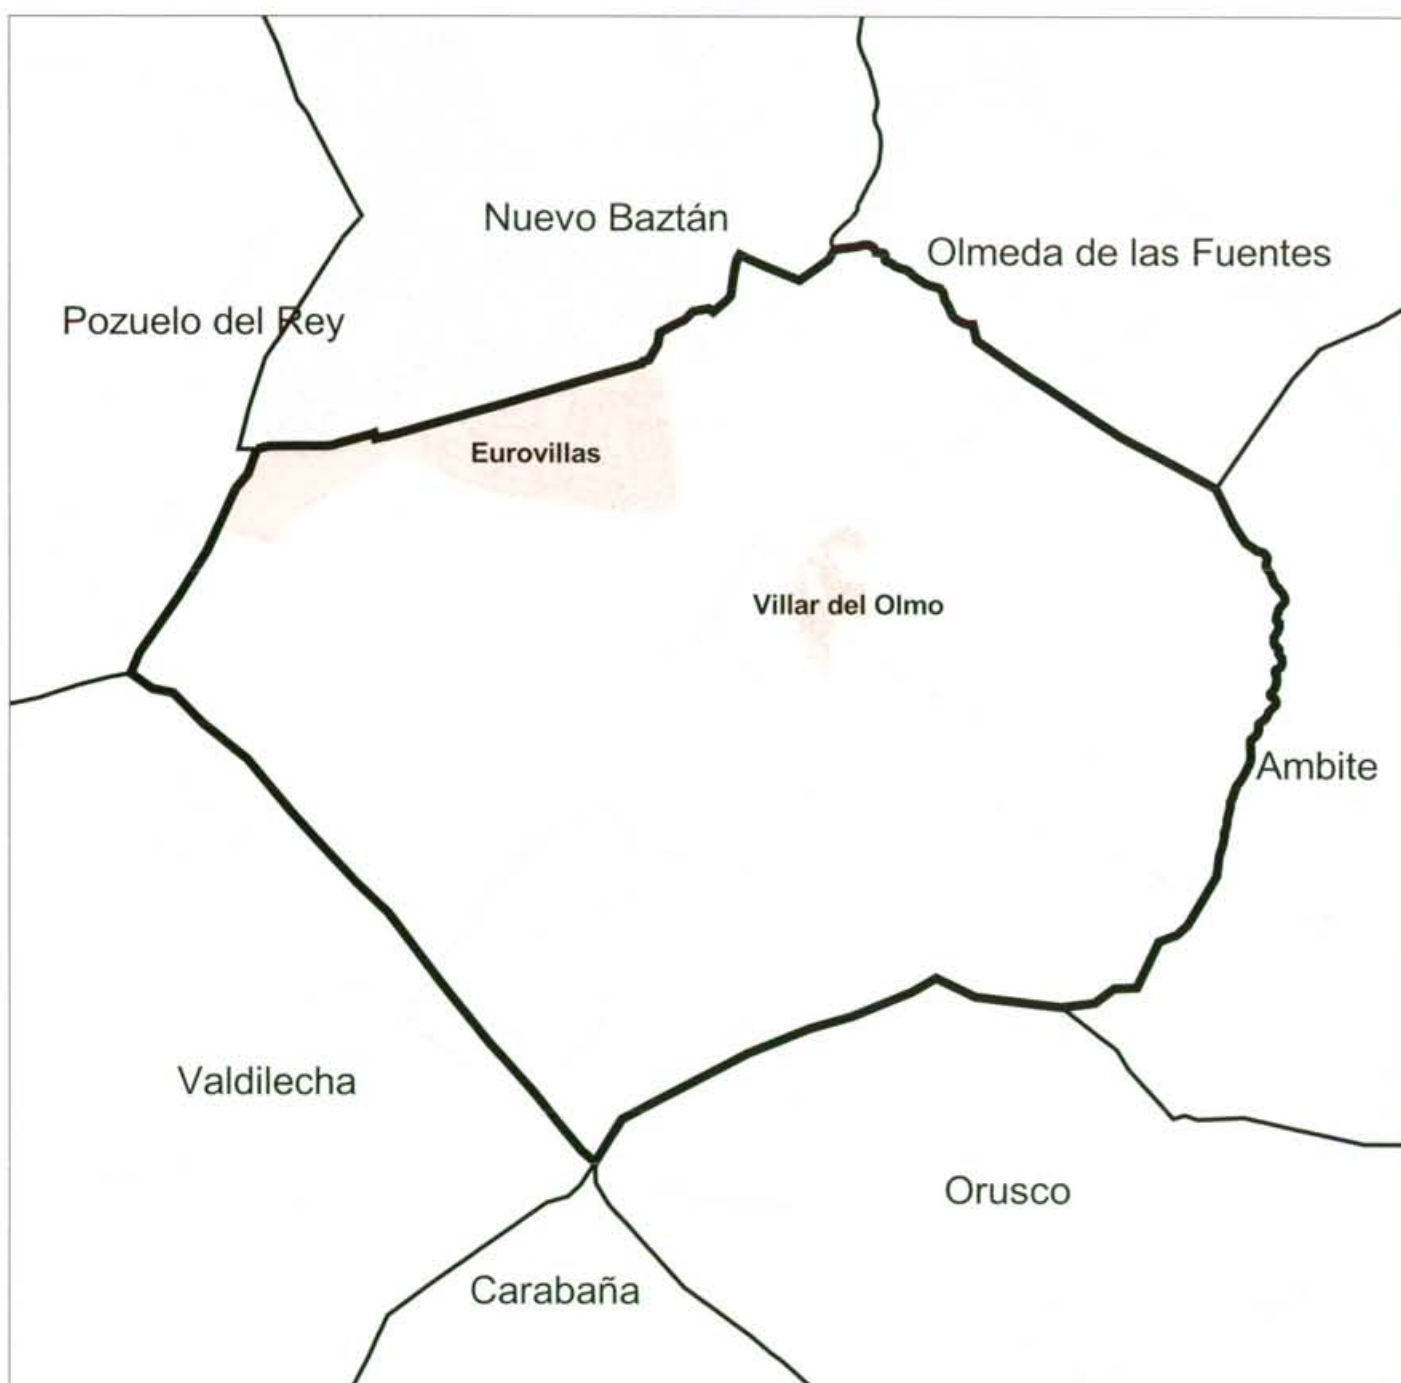 Nuevo Baztán
Olmeda de las Fuentes
Pozuelo del Rey
Eurovillas
Villar del Olmo
Ambite
Valdilecha
Orusco
Carabaña